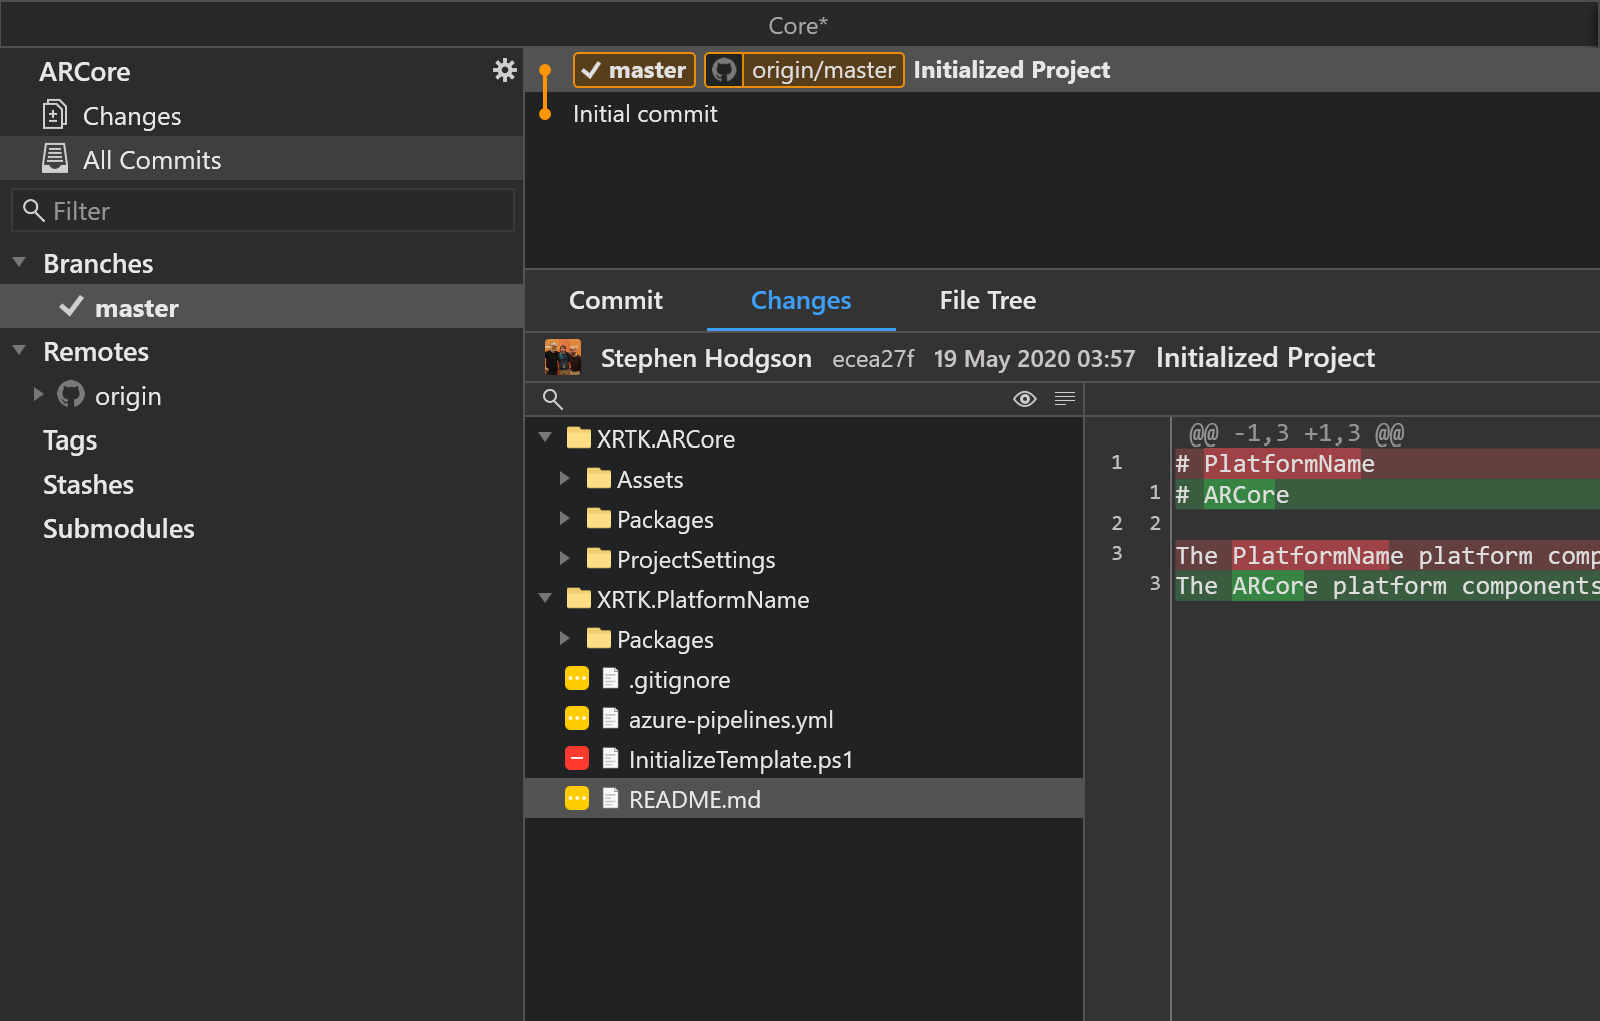 Core*
ARCore
Changes
All Commits
Filter
Branches
master
Remotes
origin
Tags
Stashes
Submodules
master origin/master Initialized Project
Initial commit
Commit Changes File Tree
Stephen Hodgson ecea27f 19 May 2020 03:57 Initialized Project
XRTK.ARCore
Assets
Packages
ProjectSettings
XRTK.PlatformName
Packages
.gitignore
azure-pipelines.yml
InitializeTemplate.ps1
README.md
@@ -1,3 +1,3 @@
1 # PlatformName
1 # ARCore
2 2
3 The PlatformName platform comp
3 The ARCore platform components